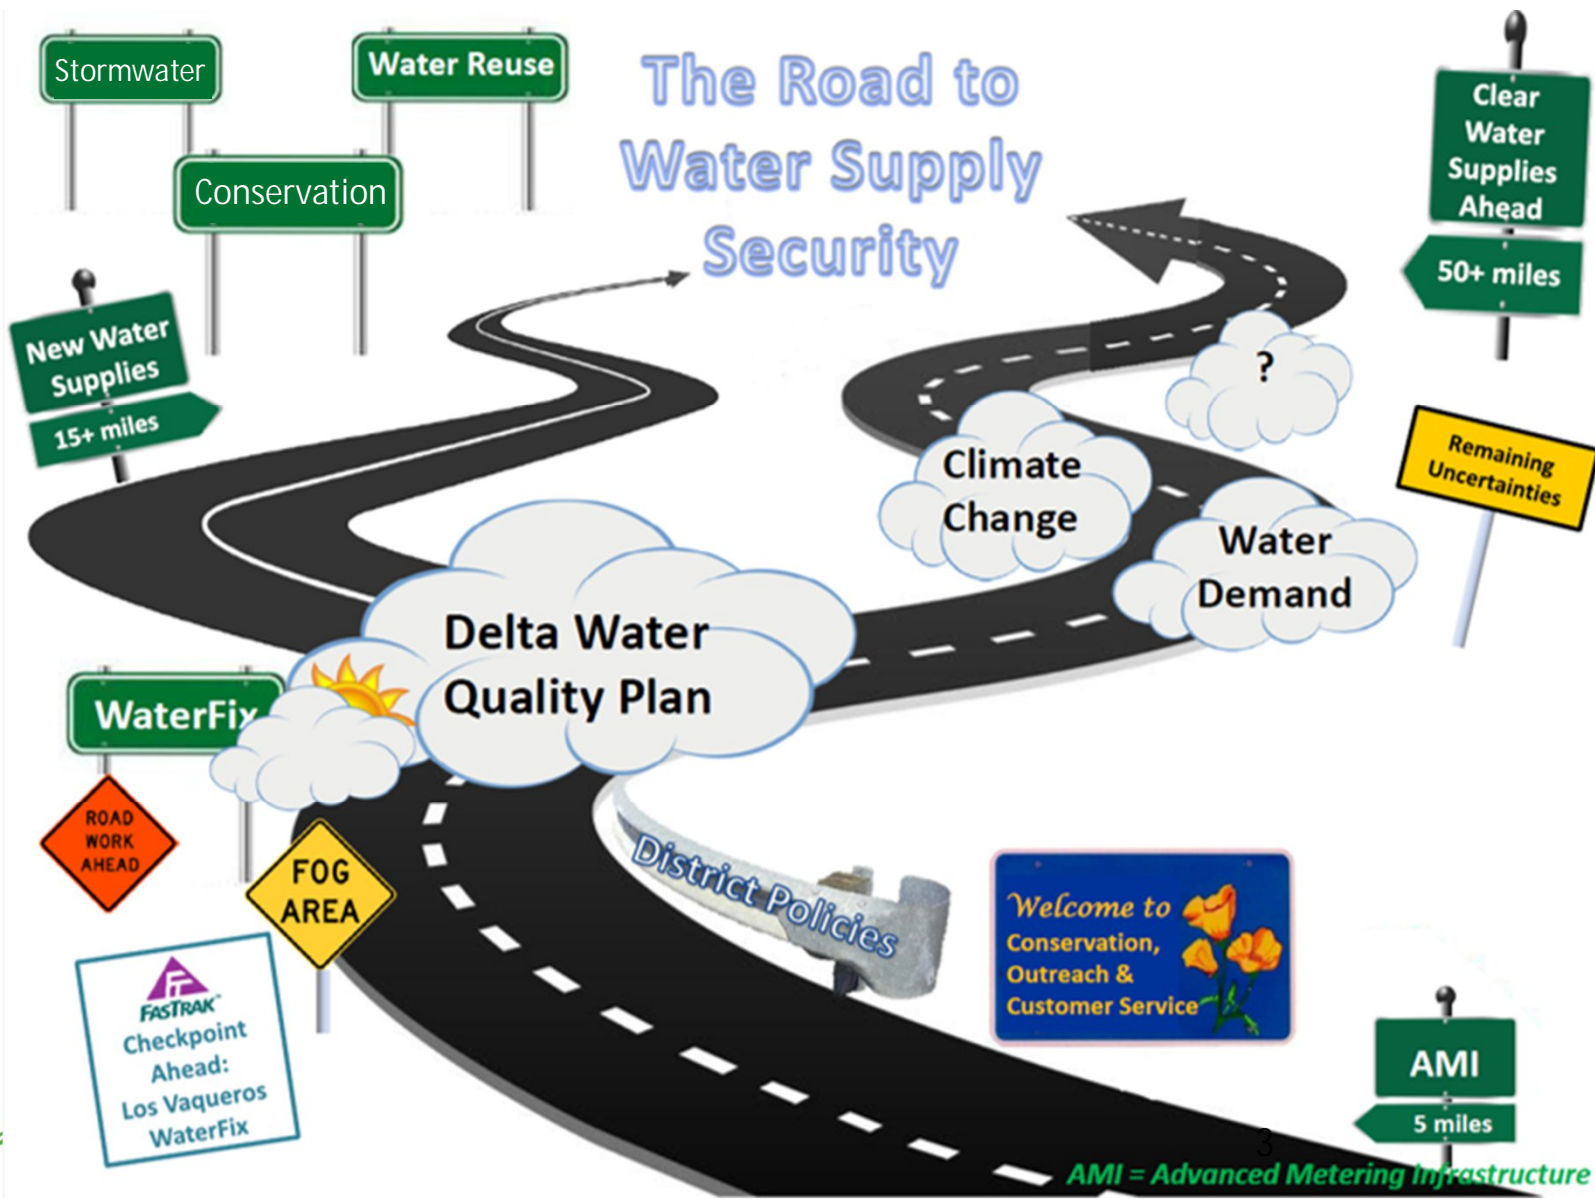 Stormwater
Water Reuse
Conservation
The Road to
Water Supply
Security
Clear
Water
Supplies
Ahead
50+ miles
New Water
Supplies
15+ miles
?
Climate
Change
Water
Demand
Remaining
Uncertainties
Delta Water
Quality Plan
WaterFix
ROAD
WORK
AHEAD
FOG
AREA
District Policies
Welcome to
Conservation,
Outreach &
Customer Service
FASTRAK™
Checkpoint
Ahead:
Los Vaqueros
WaterFix
AMI
5 miles
3
AMI = Advanced Metering Infrastructure